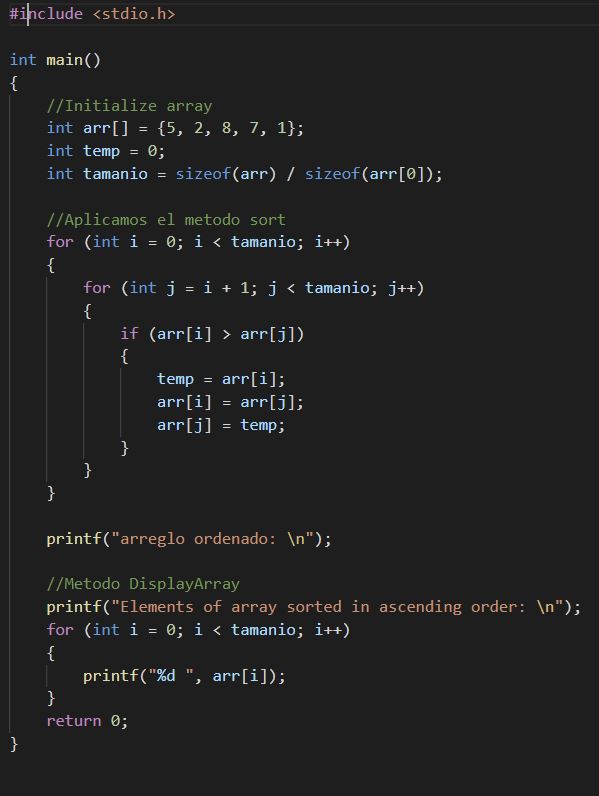 #include <stdio.h>
int main()
{
//Initialize array
int arr[] = {5, 2, 8, 7, 1};
int temp = 0;
int tamanio = sizeof(arr) / sizeof(arr[0]);
//Aplicamos el metodo sort
for (int i = 0; i < tamanio; i++)
{
for (int j = i + 1; j < tamanio; j++)
{
if (arr[i] > arr[j])
{
temp = arr[i];
arr[i] = arr[j];
arr[j] = temp;
}
}
}
printf("arreglo ordenado: \n");
//Metodo DisplayArray
printf("Elements of array sorted in ascending order: \n");
for (int i = 0; i < tamanio; i++)
{
printf("%d ", arr[i]);
}
return 0;
}